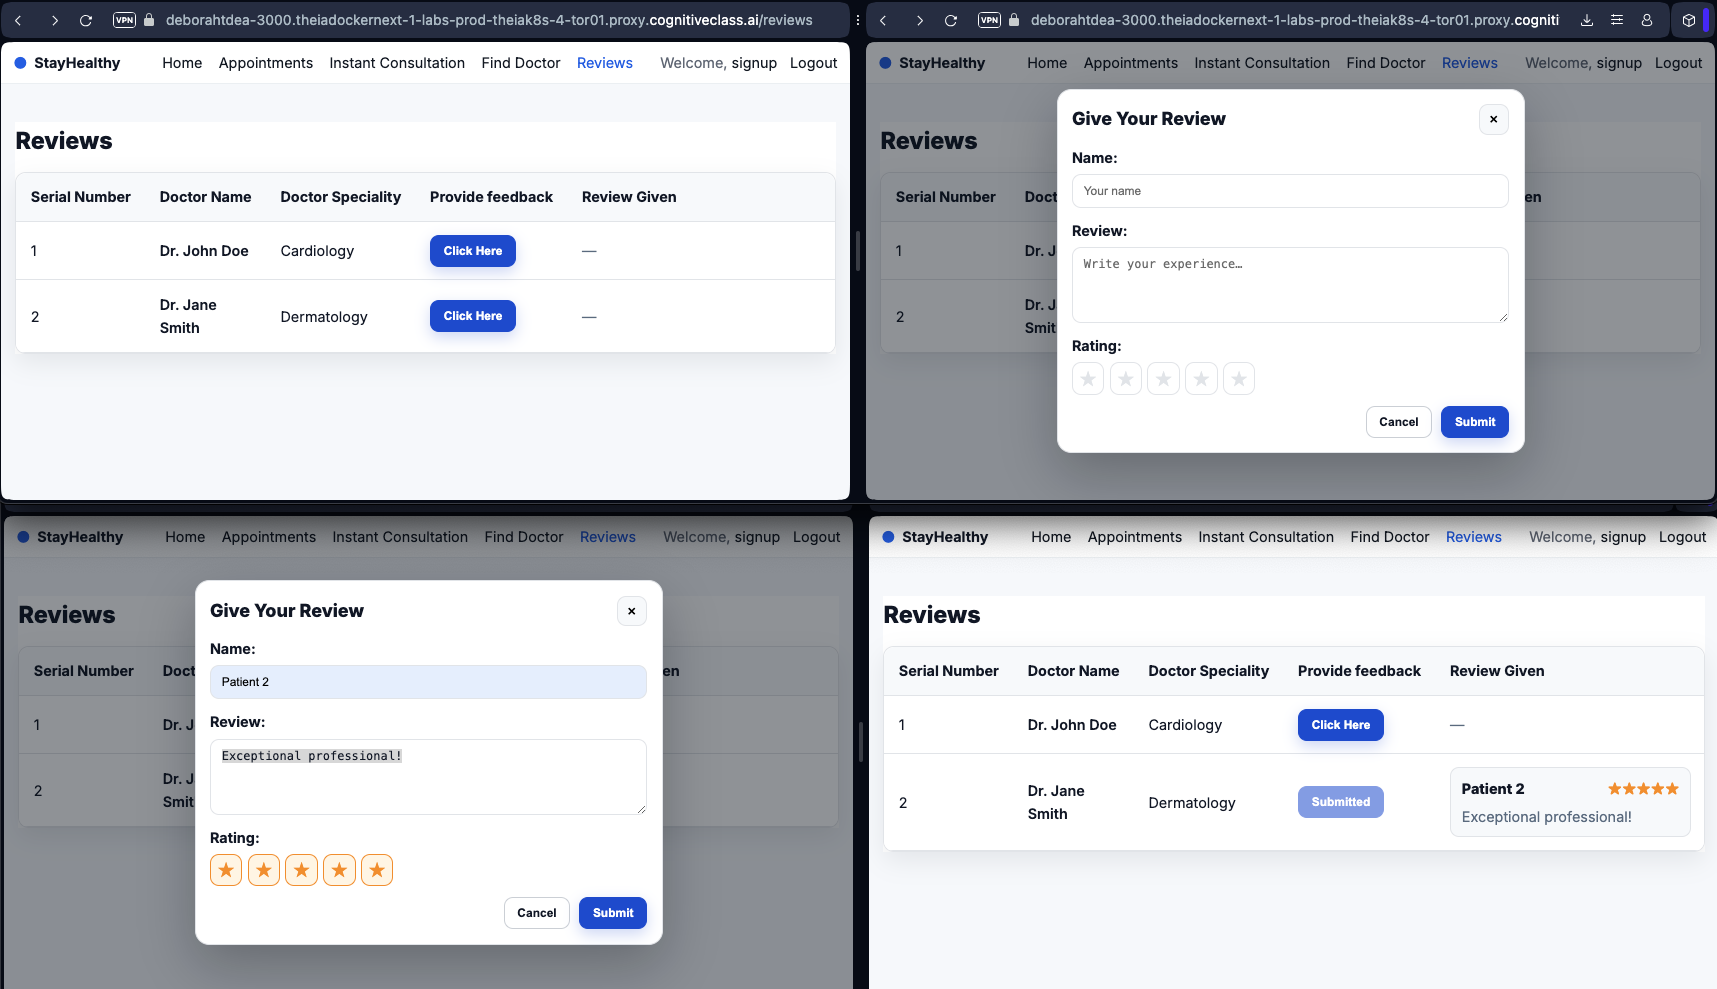 VPN deborahtdea-3000.theiadockernext-1-labs-prod-theiak8s-4-tor01.proxy.cognitiveclass.ai/reviews
StayHealthy Home Appointments Instant Consultation Find Doctor Reviews Welcome, signup Logout
Reviews
Serial Number Doctor Name Doctor Speciality Provide feedback Review Given
1 Dr. John Doe Cardiology Click Here —
2 Dr. Jane Smith Dermatology Click Here —
VPN deborahtdea-3000.theiadockernext-1-labs-prod-theiak8s-4-tor01.proxy.cogniti
StayHealthy Home Appointments Instant Consultation Find Doctor Reviews Welcome, signup Logout
Reviews
Serial Number Doct en
1 Dr. J
2 Dr. J
Smit
Give Your Review ×
Name:
Your name
Review:
Write your experience…
Rating:
★ ★ ★ ★ ★
Cancel Submit
StayHealthy Home Appointments Instant Consultation Find Doctor Reviews Welcome, signup Logout
Reviews
Serial Number Doct en
1 Dr. J
2 Dr. J
Smit
Give Your Review ×
Name:
Patient 2
Review:
Exceptional professional!
Rating:
★ ★ ★ ★ ★
Cancel Submit
StayHealthy Home Appointments Instant Consultation Find Doctor Reviews Welcome, signup Logout
Reviews
Serial Number Doctor Name Doctor Speciality Provide feedback Review Given
1 Dr. John Doe Cardiology Click Here —
2 Dr. Jane Smith Dermatology Submitted Patient 2 ★★★★★
Exceptional professional!